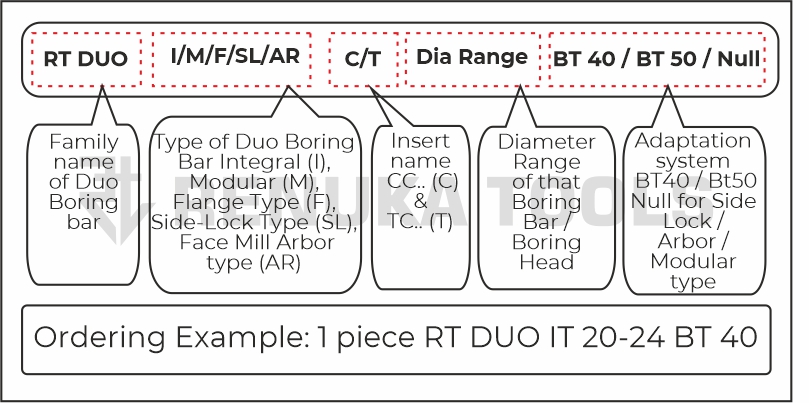 RT DUO I/M/F/SL/AR C/T Dia Range BT 40 / BT 50 / Null
Family
name
of Duo
Boring
bar
Type of Duo Boring
Bar Integral (I),
Modular (M),
Flange Type (F),
Side-Lock Type (SL),
Face Mill Arbor
type (AR)
Insert
name
CC.. (C)
&
TC.. (T)
Diameter
Range
of that
Boring
Bar /
Boring
Head
Adaptation
system
BT40 / Bt50
Null for Side
Lock /
Arbor /
Modular
type
RENUKA TOOLS
Ordering Example: 1 piece RT DUO IT 20-24 BT 40